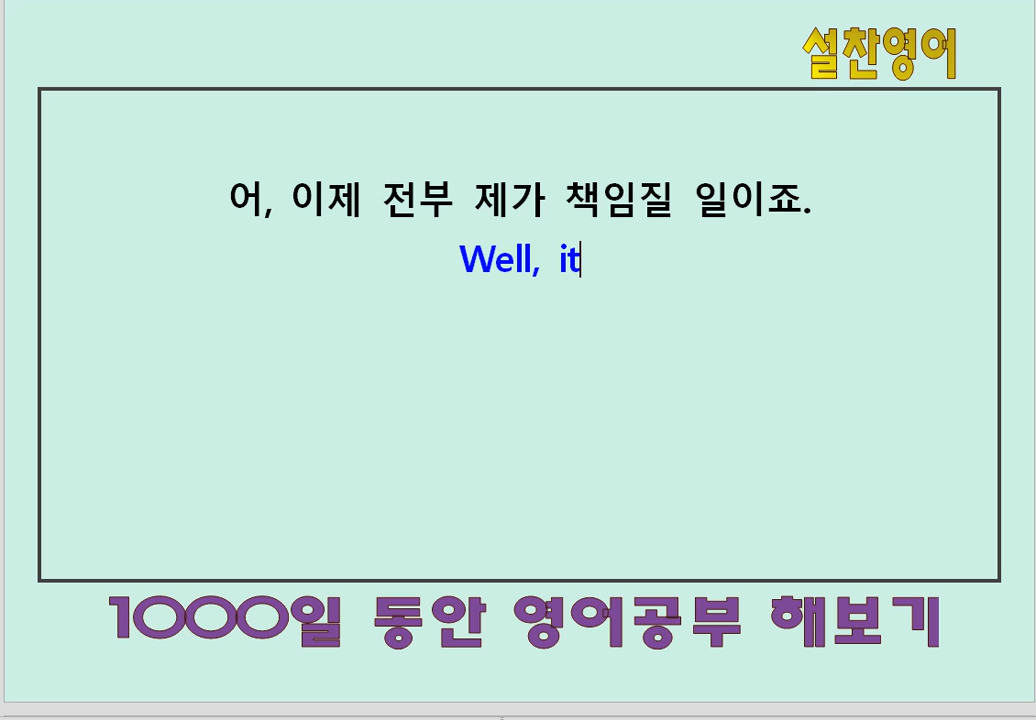 설찬영어
어, 이제 전부 제가 책임질 일이죠.
Well, it
1000일 동안 영어공부 해보기